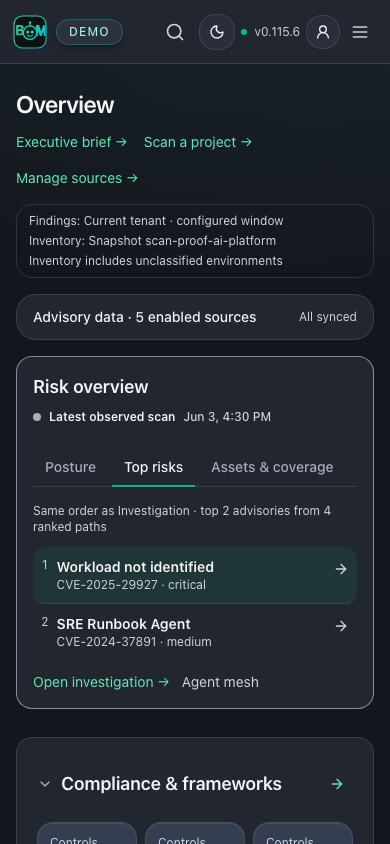 BOM
DEMO
v0.115.6
Overview
Executive brief →
Scan a project →
Manage sources →
Findings: Current tenant · configured window
Inventory: Snapshot scan-proof-ai-platform
Inventory includes unclassified environments
Advisory data · 5 enabled sources
All synced
Risk overview
Latest observed scan Jun 3, 4:30 PM
Posture
Top risks
Assets & coverage
Same order as Investigation · top 2 advisories from 4
ranked paths
1 Workload not identified
CVE-2025-29927 · critical
2 SRE Runbook Agent
CVE-2024-37891 · medium
Open investigation → Agent mesh
Compliance & frameworks
Controls
Controls
Controls